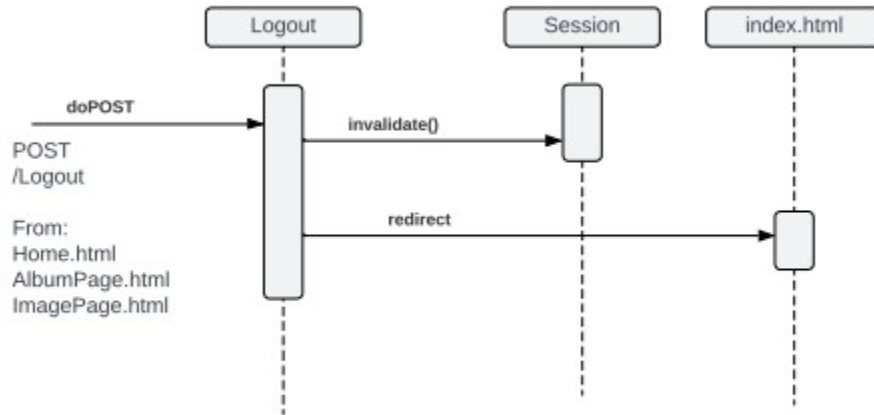 Logout
Session
index.html
doPOST
invalidate()
POST
/Logout
redirect
From:
Home.html
AlbumPage.html
ImagePage.html